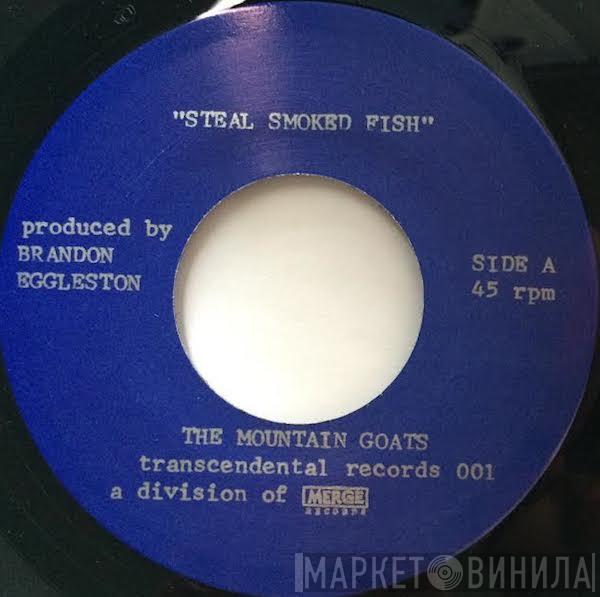 "STEAL SMOKED FISH"
produced by
BRANDON
EGGLESTON
SIDE A
45 rpm
THE MOUNTAIN GOATS
transcendental records 001
a division of MERGE
RECORDS
МАРКЕТ ВИНИЛА